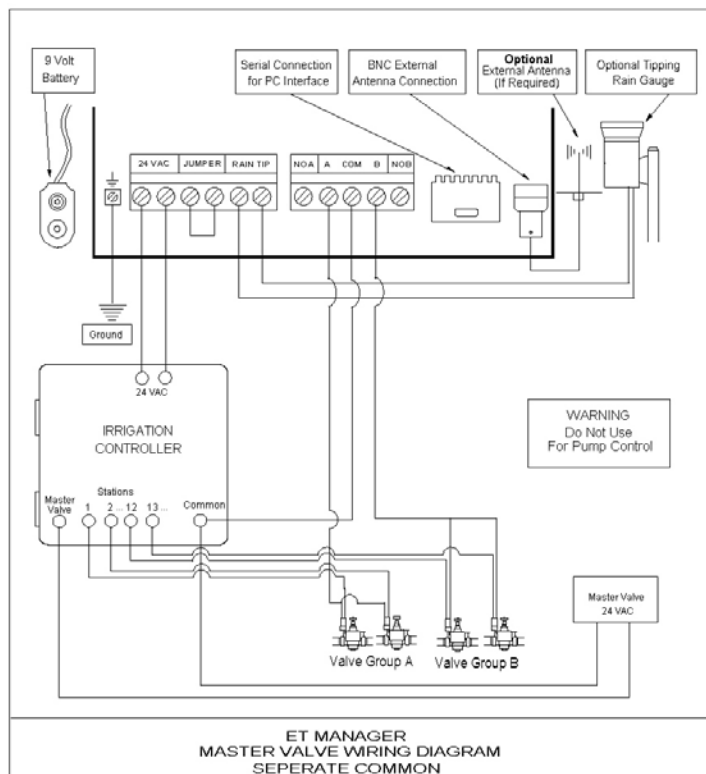 9 Volt
Battery
Serial Connection
for PC Interface
BNC External
Antenna Connection
Optional
External Antenna
(If Required)
Optional Tipping
Rain Gauge
24 VAC
JUMPER
RAIN TIP
NOA
A
COM
B
NOB
Ground
24 VAC
IRRIGATION
CONTROLLER
WARNING
Do Not Use
For Pump Control
Stations
Master
Valve
1
2 ...
12
13 ...
Common
Master Valve
24 VAC
Valve Group A
Valve Group B
ET MANAGER
MASTER VALVE WIRING DIAGRAM
SEPERATE COMMON